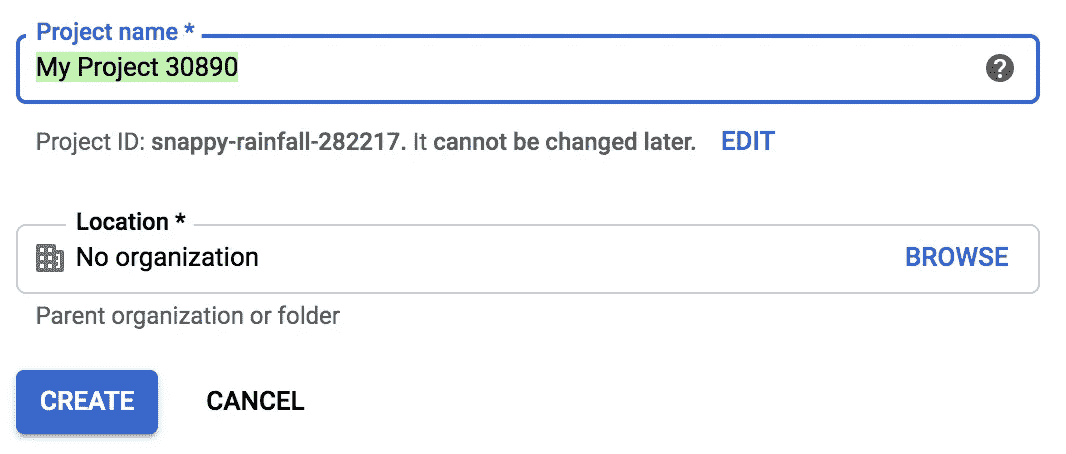 Project name *
My Project 30890
?
Project ID: snappy-rainfall-282217. It cannot be changed later. EDIT
Location *
No organization BROWSE
Parent organization or folder
CREATE CANCEL